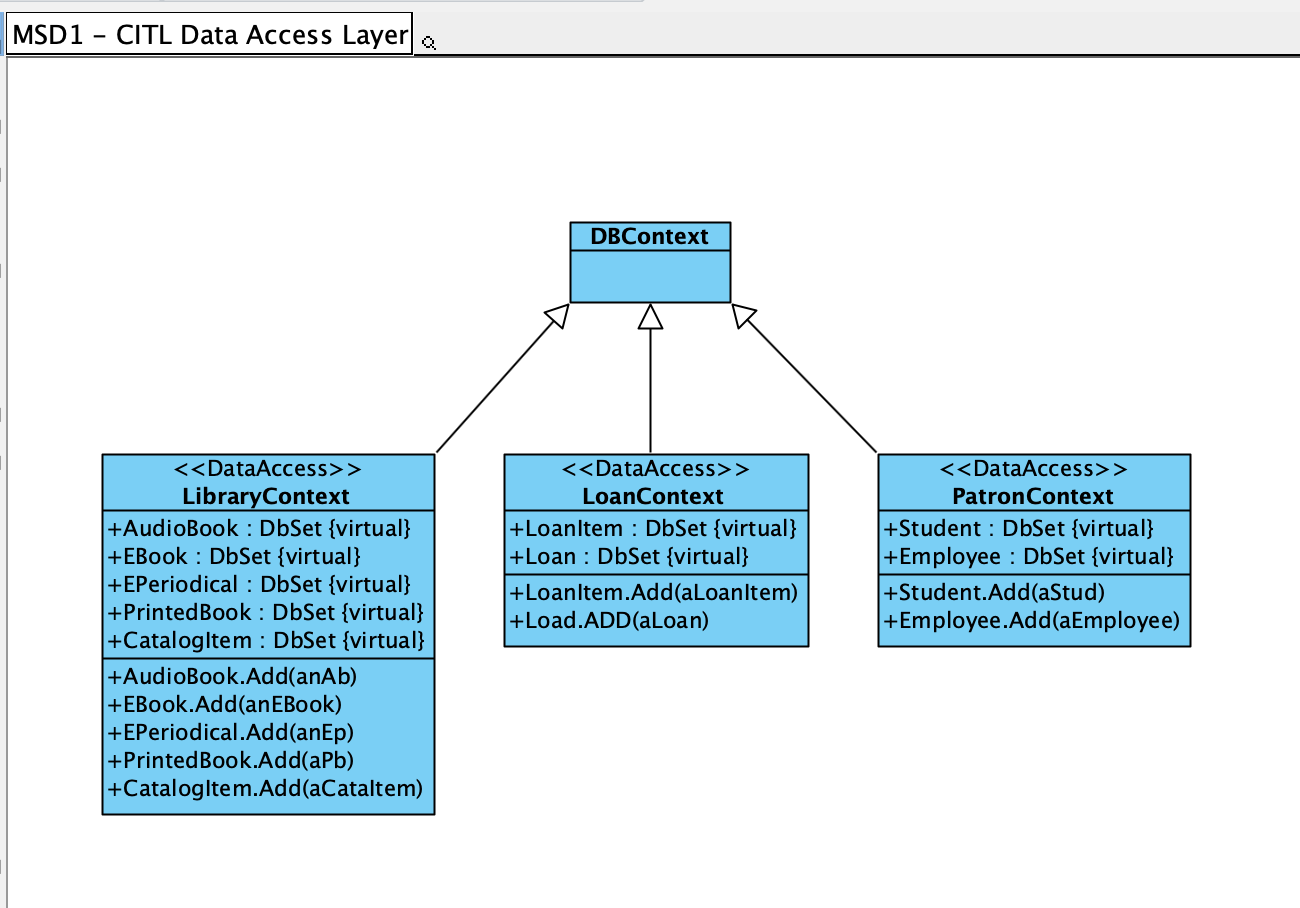 MSD1 – CITL Data Access Layer
DBContext
<<DataAccess>>
LibraryContext
+AudioBook : DbSet {virtual}
+EBook : DbSet {virtual}
+EPeriodical : DbSet {virtual}
+PrintedBook : DbSet {virtual}
+CatalogItem : DbSet {virtual}
+AudioBook.Add(anAb)
+EBook.Add(anEBook)
+EPeriodical.Add(anEp)
+PrintedBook.Add(aPb)
+CatalogItem.Add(aCataItem)
<<DataAccess>>
LoanContext
+LoanItem : DbSet {virtual}
+Loan : DbSet {virtual}
+LoanItem.Add(aLoanItem)
+Load.ADD(aLoan)
<<DataAccess>>
PatronContext
+Student : DbSet {virtual}
+Employee : DbSet {virtual}
+Student.Add(aStud)
+Employee.Add(aEmployee)